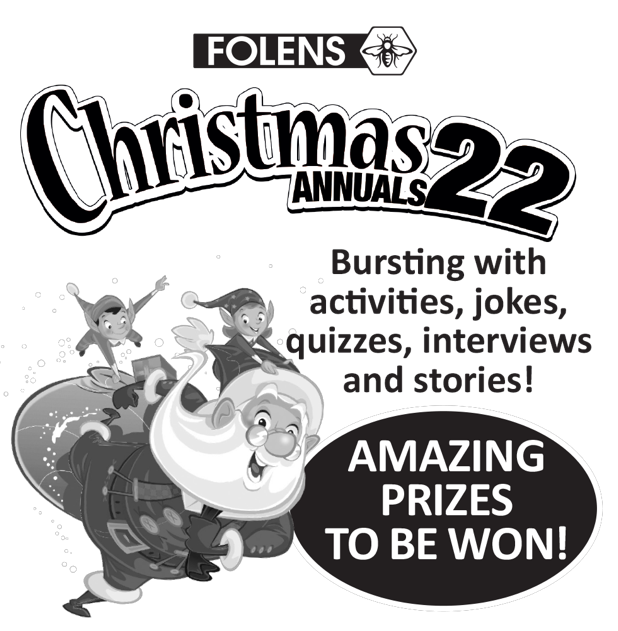 FOLENS
Christmas 22
ANNUALS
Bursting with
activities, jokes,
quizzes, interviews
and stories!
AMAZING
PRIZES
TO BE WON!